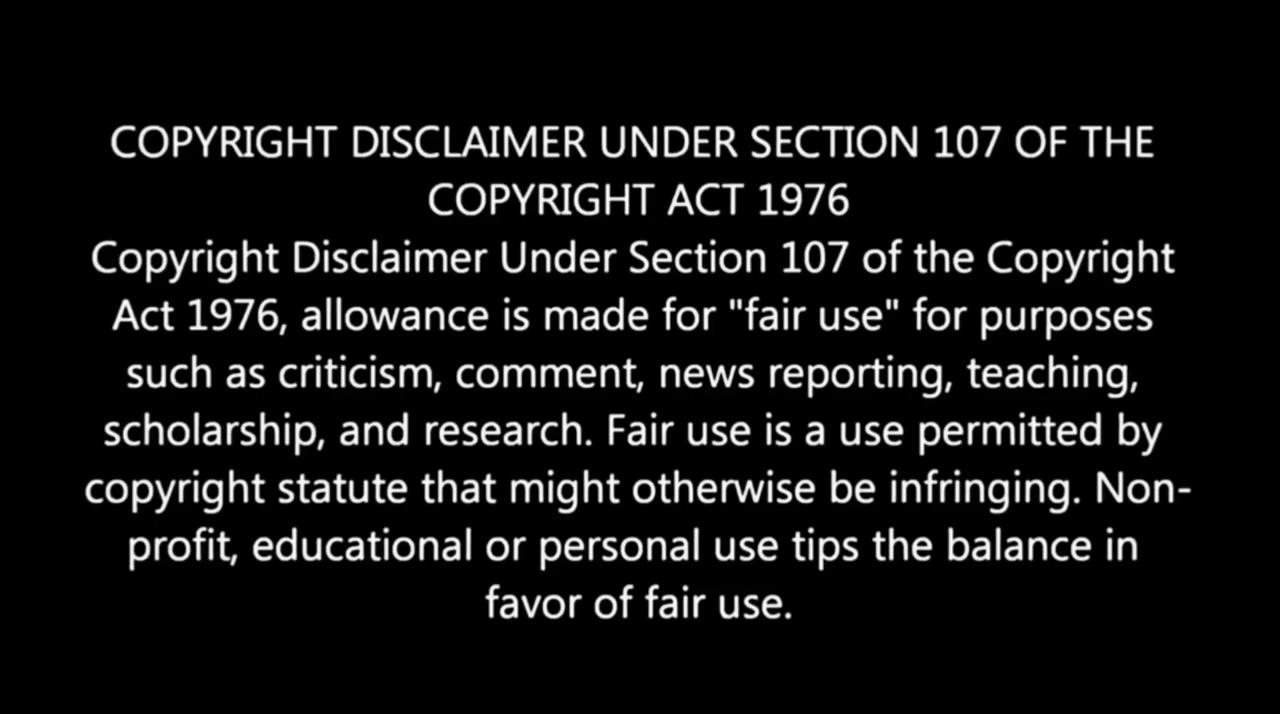 COPYRIGHT DISCLAIMER UNDER SECTION 107 OF THE
COPYRIGHT ACT 1976
Copyright Disclaimer Under Section 107 of the Copyright
Act 1976, allowance is made for "fair use" for purposes
such as criticism, comment, news reporting, teaching,
scholarship, and research. Fair use is a use permitted by
copyright statute that might otherwise be infringing. Non-
profit, educational or personal use tips the balance in
favor of fair use.